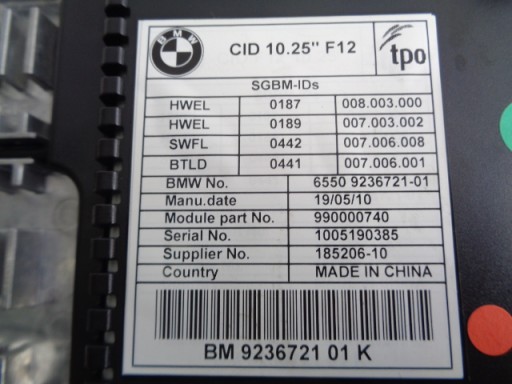 BMW
CID 10.25" F12
tpo
SGBM-IDs
HWEL 0187 008.003.000
HWEL 0189 007.003.002
SWFL 0442 007.006.008
BTLD 0441 007.006.001
BMW No. 6550 9236721-01
Manu.date 19/05/10
Module part No. 990000740
Serial No. 1005190385
Supplier No. 185206-10
Country MADE IN CHINA
BM 9236721 01 K